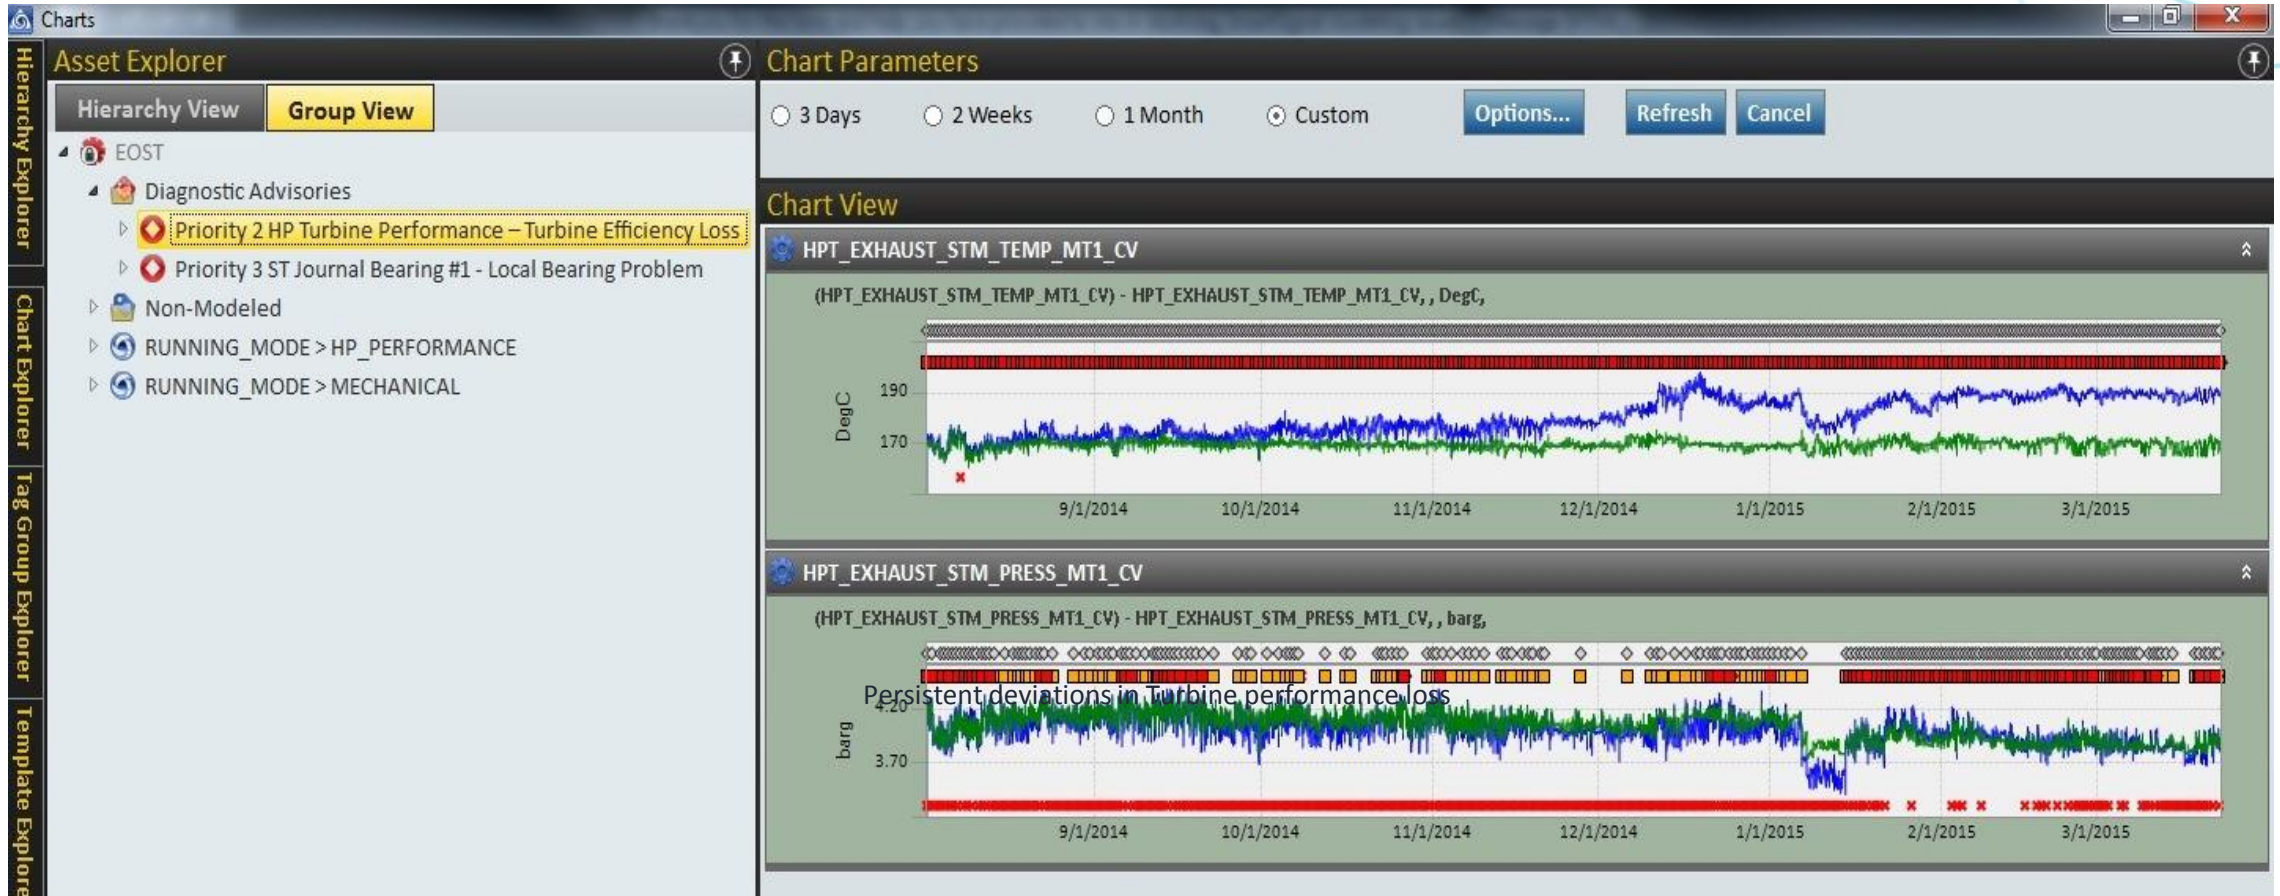 Charts
Hierarchy Explorer
Chart Explorer
Tag Group Explorer
Template Explore
Asset Explorer
Hierarchy View
Group View
EOST
Diagnostic Advisories
Priority 2 HP Turbine Performance – Turbine Efficiency Loss
Priority 3 ST Journal Bearing #1 - Local Bearing Problem
Non-Modeled
RUNNING_MODE > HP_PERFORMANCE
RUNNING_MODE > MECHANICAL
Chart Parameters
3 Days 2 Weeks 1 Month Custom Options... Refresh Cancel
Chart View
HPT_EXHAUST_STM_TEMP_MT1_CV
(HPT_EXHAUST_STM_TEMP_MT1_CV) - HPT_EXHAUST_STM_TEMP_MT1_CV, , DegC,
190
DegC
170
9/1/2014 10/1/2014 11/1/2014 12/1/2014 1/1/2015 2/1/2015 3/1/2015
HPT_EXHAUST_STM_PRESS_MT1_CV
(HPT_EXHAUST_STM_PRESS_MT1_CV) - HPT_EXHAUST_STM_PRESS_MT1_CV, , barg,
Persistent deviations in Turbine performance loss
4.20
barg
3.70
9/1/2014 10/1/2014 11/1/2014 12/1/2014 1/1/2015 2/1/2015 3/1/2015